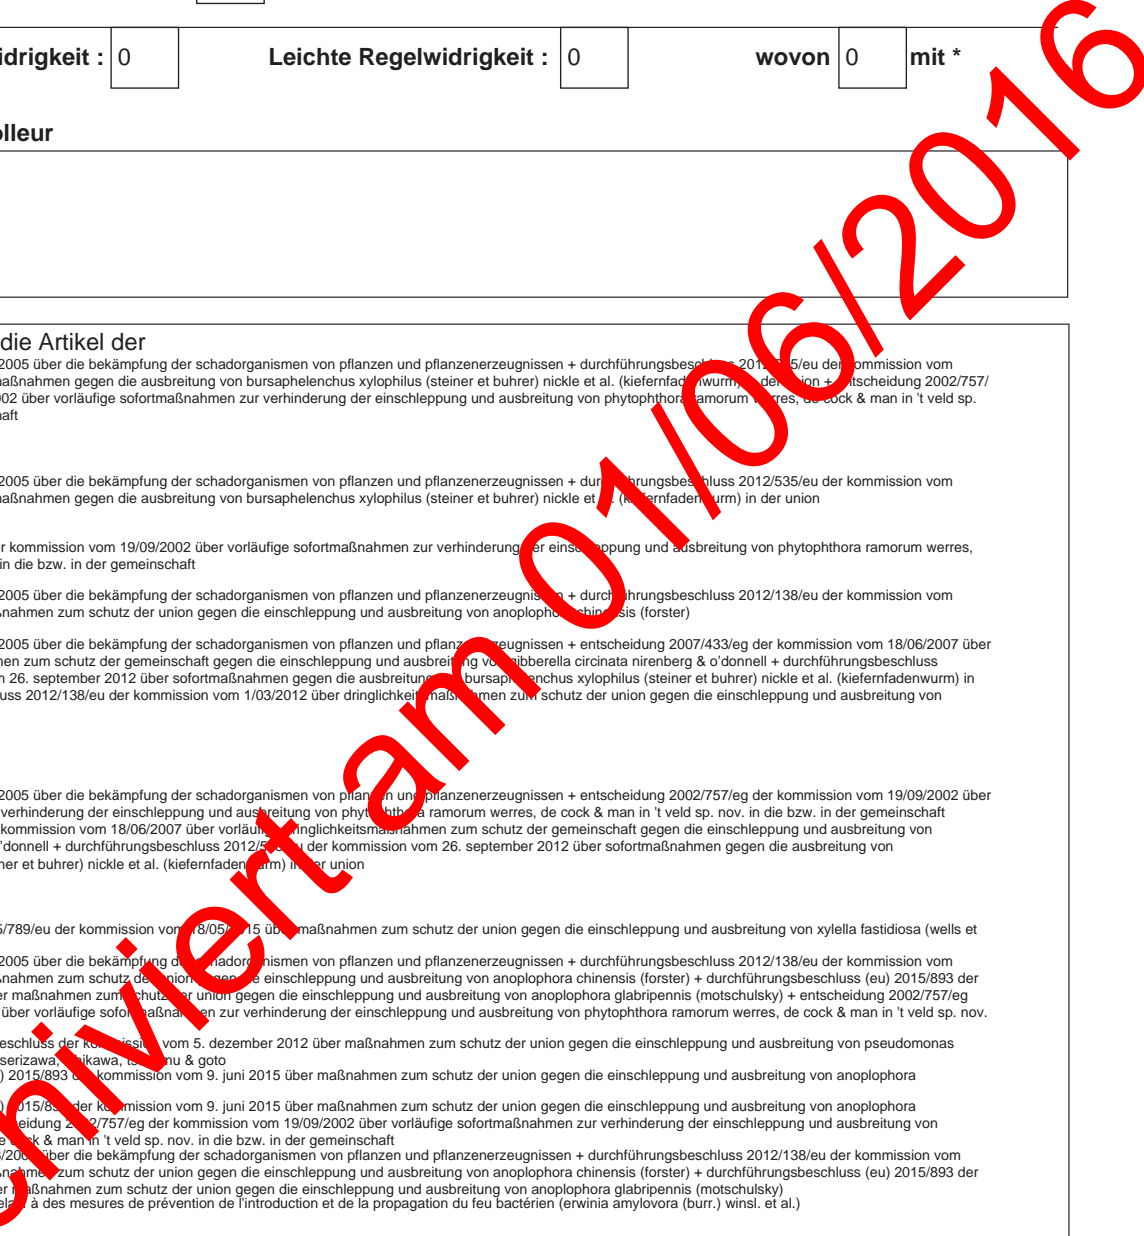 idrigkeit : 0 Leichte Regelwidrigkeit : 0 wovon 0 mit *
olleur
die Artikel der
2005 über die bekämpfung der schadorganismen von pflanzen und pflanzenerzeugnissen + durchführungsbeschluss 2012/535/eu der kommission vom
maßnahmen gegen die ausbreitung von bursaphelenchus xylophilus (steiner et buhrer) nickle et al. (kiefernfadenwurm) in der union + entscheidung 2002/757/
02 über vorläufige sofortmaßnahmen zur verhinderung der einschleppung und ausbreitung von phytophthora ramorum werres, de cock & man in 't veld sp.
haft
2005 über die bekämpfung der schadorganismen von pflanzen und pflanzenerzeugnissen + durchführungsbeschluss 2012/535/eu der kommission vom
maßnahmen gegen die ausbreitung von bursaphelenchus xylophilus (steiner et buhrer) nickle et al. (kiefernfadenwurm) in der union
r kommission vom 19/09/2002 über vorläufige sofortmaßnahmen zur verhinderung der einschleppung und ausbreitung von phytophthora ramorum werres,
in die bzw. in der gemeinschaft
2005 über die bekämpfung der schadorganismen von pflanzen und pflanzenerzeugnissen + durchführungsbeschluss 2012/138/eu der kommission vom
ßnahmen zum schutz der union gegen die einschleppung und ausbreitung von anoplophora chinensis (forster)
2005 über die bekämpfung der schadorganismen von pflanzen und pflanzenerzeugnissen + entscheidung 2007/433/eg der kommission vom 18/06/2007 über
men zum schutz der gemeinschaft gegen die einschleppung und ausbreitung von gibberella circinata nirenberg & o'donnell + durchführungsbeschluss
m 26. september 2012 über sofortmaßnahmen gegen die ausbreitung von bursaphelenchus xylophilus (steiner et buhrer) nickle et al. (kiefernfadenwurm) in
uss 2012/138/eu der kommission vom 1/03/2012 über dringlichkeitsmaßnahmen zum schutz der union gegen die einschleppung und ausbreitung von
2005 über die bekämpfung der schadorganismen von pflanzen und pflanzenerzeugnissen + entscheidung 2002/757/eg der kommission vom 19/09/2002 über
verhinderung der einschleppung und ausbreitung von phytophthora ramorum werres, de cock & man in 't veld sp. nov. in die bzw. in der gemeinschaft
kommission vom 18/06/2007 über vorläufige dringlichkeitsmaßnahmen zum schutz der gemeinschaft gegen die einschleppung und ausbreitung von
'donnell + durchführungsbeschluss 2012/535/eu der kommission vom 26. september 2012 über sofortmaßnahmen gegen die ausbreitung von
ner et buhrer) nickle et al. (kiefernfadenwurm) in der union
5/789/eu der kommission vom 18/05/2015 über maßnahmen zum schutz der union gegen die einschleppung und ausbreitung von xylella fastidiosa (wells et
2005 über die bekämpfung der schadorganismen von pflanzen und pflanzenerzeugnissen + durchführungsbeschluss 2012/138/eu der kommission vom
ßnahmen zum schutz der union gegen die einschleppung und ausbreitung von anoplophora chinensis (forster) + durchführungsbeschluss (eu) 2015/893 der
er maßnahmen zum schutz der union gegen die einschleppung und ausbreitung von anoplophora glabripennis (motschulsky) + entscheidung 2002/757/eg
über vorläufige sofortmaßnahmen zur verhinderung der einschleppung und ausbreitung von phytophthora ramorum werres, de cock & man in 't veld sp. nov.
eschluss der kommission vom 5. dezember 2012 über maßnahmen zum schutz der union gegen die einschleppung und ausbreitung von pseudomonas
serizawa, ichikawa, tsuyumu & goto
) 2015/893 der kommission vom 9. juni 2015 über maßnahmen zum schutz der union gegen die einschleppung und ausbreitung von anoplophora
) 2015/893 der kommission vom 9. juni 2015 über maßnahmen zum schutz der union gegen die einschleppung und ausbreitung von anoplophora
entscheidung 2002/757/eg der kommission vom 19/09/2002 über vorläufige sofortmaßnahmen zur verhinderung der einschleppung und ausbreitung von
e cock & man in 't veld sp. nov. in die bzw. in der gemeinschaft
8/2005 über die bekämpfung der schadorganismen von pflanzen und pflanzenerzeugnissen + durchführungsbeschluss 2012/138/eu der kommission vom
ßnahmen zum schutz der union gegen die einschleppung und ausbreitung von anoplophora chinensis (forster) + durchführungsbeschluss (eu) 2015/893 der
er maßnahmen zum schutz der union gegen die einschleppung und ausbreitung von anoplophora glabripennis (motschulsky)
elatif à des mesures de prévention de l'introduction et de la propagation du feu bactérien (erwinia amylovora (burr.) winsl. et al.)
chiviert am 01/06/2016